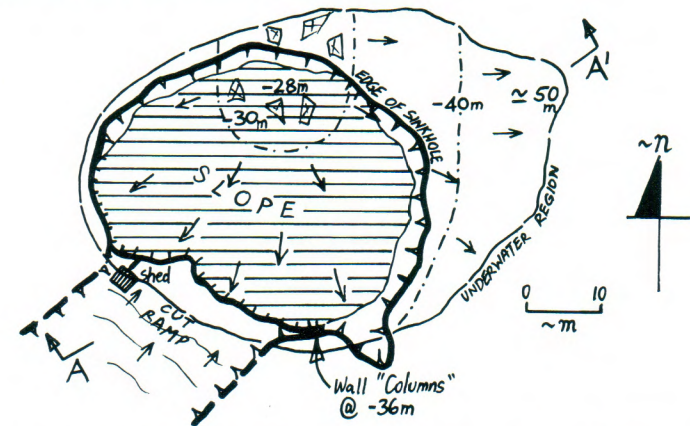 A'
~n
-28m
-30m
EDGE OF SINKHOLE
-40m
≃50
m
SLOPE
UNDERWATER REGION
shed
CUT
RAMP
A
0 10
~m
Wall "Columns"
@ -36m